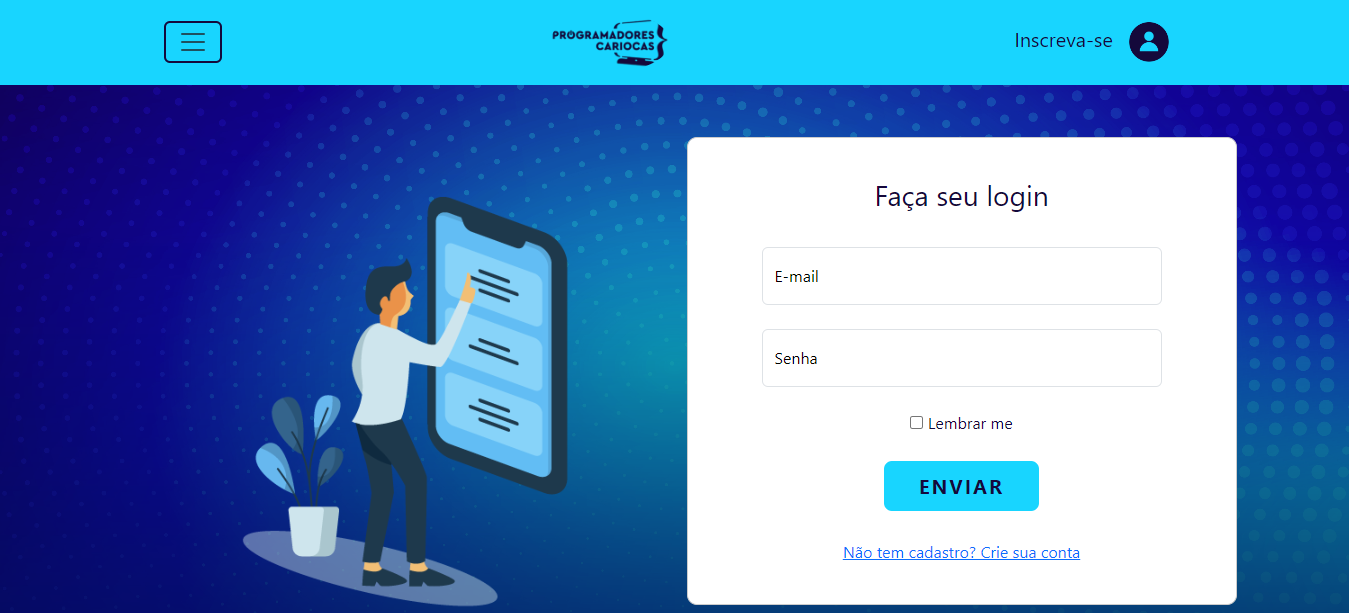 PROGRAMADORES
CARIOCAS
Inscreva-se
Faça seu login
E-mail
Senha
Lembrar me
ENVIAR
Não tem cadastro? Crie sua conta